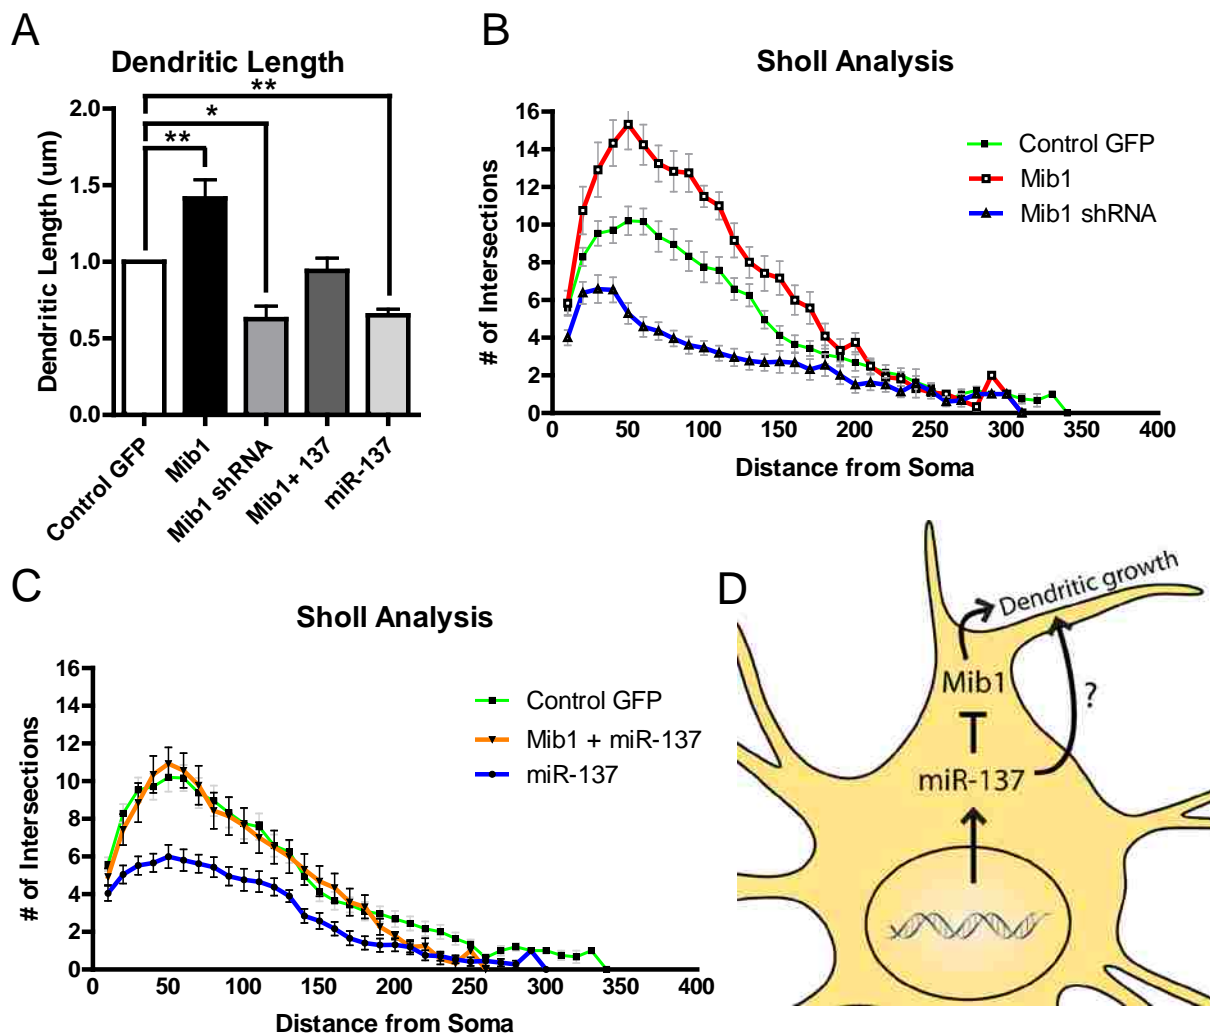 A
Dendritic Length
**
*
**
2.0
1.5
1.0
0.5
0.0
Dendritic Length (um)
Control GFP
Mib1
Mib1 shRNA
Mib1+ 137
miR-137
B
Sholl Analysis
16
14
12
10
8
6
4
2
0
# of Intersections
Control GFP
Mib1
Mib1 shRNA
0 50 100 150 200 250 300 350 400
Distance from Soma
C
Sholl Analysis
16
14
12
10
8
6
4
2
0
# of Intersections
Control GFP
Mib1 + miR-137
miR-137
0 50 100 150 200 250 300 350 400
Distance from Soma
D
Dendritic growth
Mib1
?
miR-137